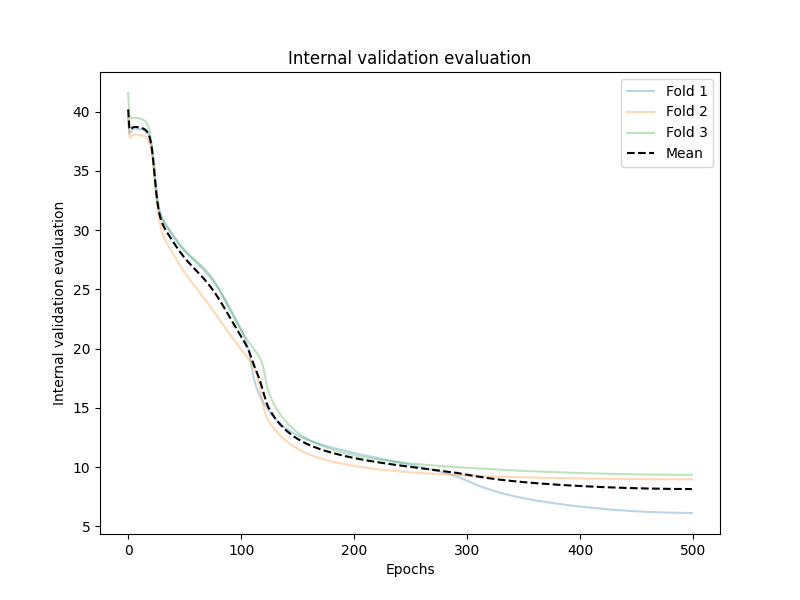 Internal validation evaluation
Fold 1
Fold 2
Fold 3
Mean
Internal validation evaluation
40
35
30
25
20
15
10
5
0 100 200 300 400 500
Epochs